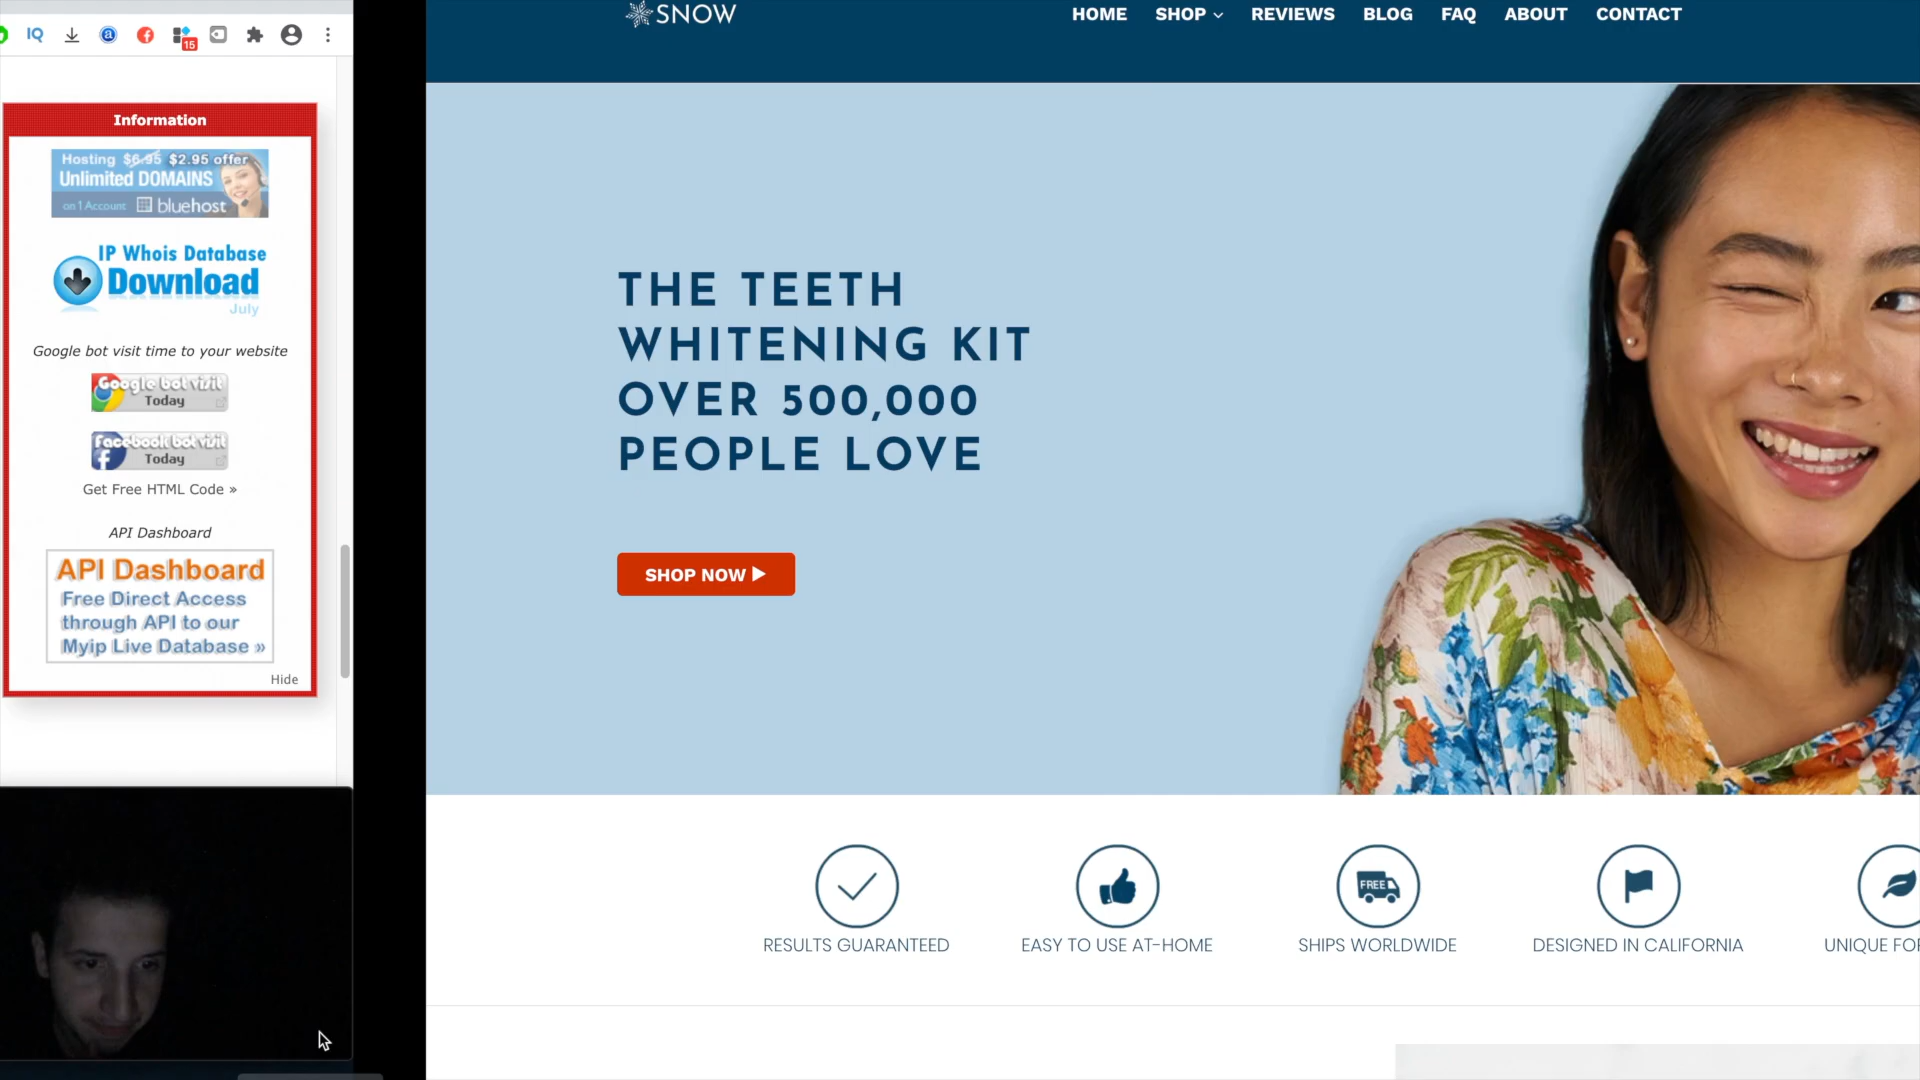 IQ
15
Information
Hosting $6.95 $2.95 offer
Unlimited DOMAINS
on 1 Account bluehost
IP Whois Database
Download
July
Google bot visit time to your website
Google bot visit
Today
Facebook bot visit
Today
Get Free HTML Code »
API Dashboard
API Dashboard
Free Direct Access
through API to our
Myip Live Database »
Hide
SNOW
HOME SHOP REVIEWS BLOG FAQ ABOUT CONTACT
THE TEETH
WHITENING KIT
OVER 500,000
PEOPLE LOVE
SHOP NOW
FREE
RESULTS GUARANTEED
EASY TO USE AT-HOME
SHIPS WORLDWIDE
DESIGNED IN CALIFORNIA
UNIQUE